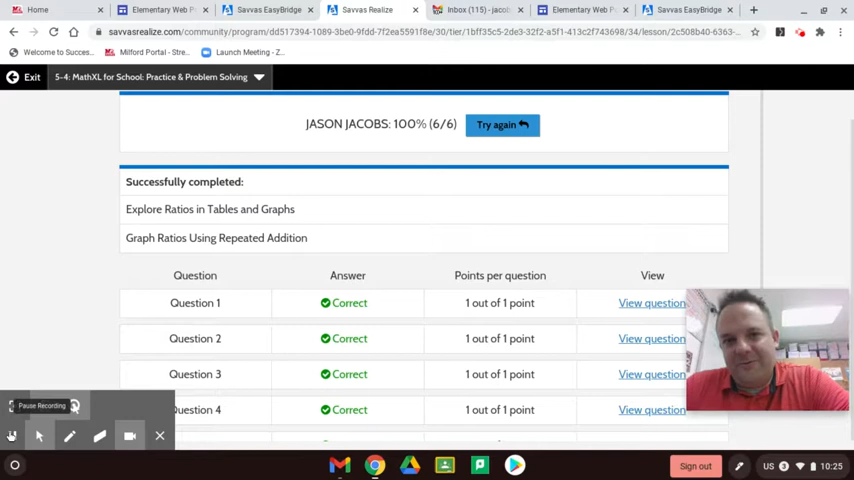 Home
Elementary Web P
Savvas EasyBridge
Savvas Realize
Inbox (115) - jacob
Elementary Web P
Savvas EasyBridge
savvasrealize.com/community/program/dd517394-1089-3be0-9fdd-7f2ea5591f8e/30/tier/1bff35c5-2de3-32f2-a5f1-413c2f743698/34/lesson/2c508b40-6363-
Welcome to Succes...
Milford Portal - Stre...
Launch Meeting - Z...
Exit
5-4: MathXL for School: Practice & Problem Solving
JASON JACOBS: 100% (6/6)
Try again
Successfully completed:
Explore Ratios in Tables and Graphs
Graph Ratios Using Repeated Addition
Question Answer Points per question View
Question 1 Correct 1 out of 1 point View question
Question 2 Correct 1 out of 1 point View question
Question 3 Correct 1 out of 1 point View question
Question 4 Correct 1 out of 1 point View question
Pause Recording
Sign out
US 3 10:25